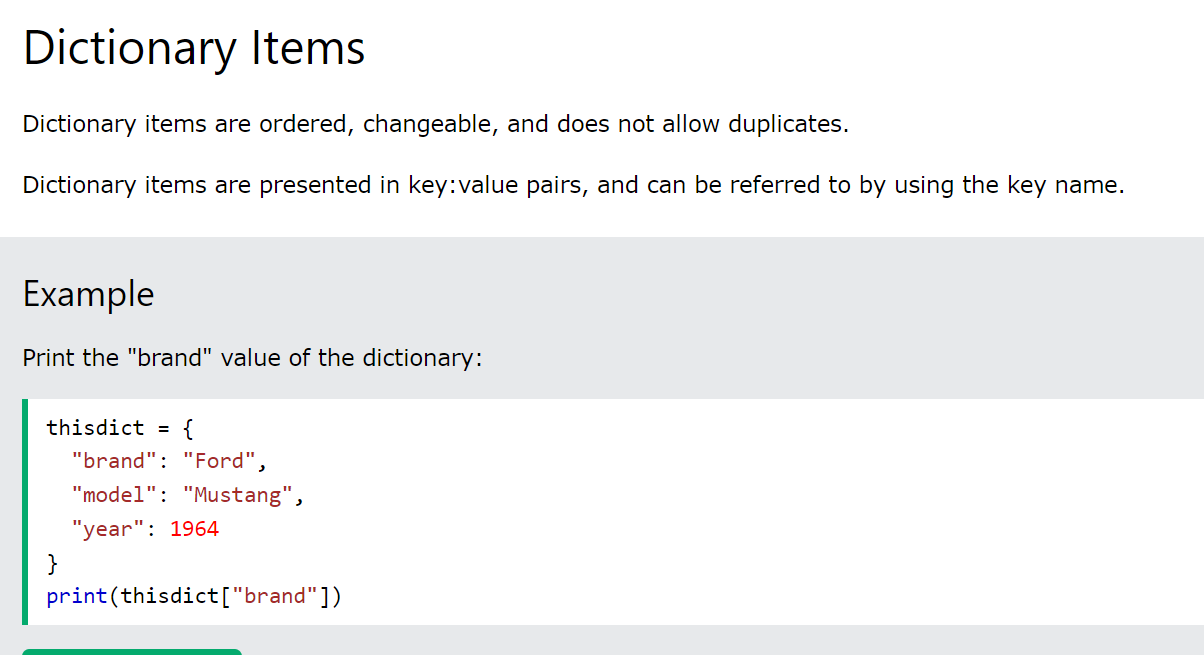 Dictionary Items
Dictionary items are ordered, changeable, and does not allow duplicates.
Dictionary items are presented in key:value pairs, and can be referred to by using the key name.
Example
Print the "brand" value of the dictionary:
thisdict = {
  "brand": "Ford",
  "model": "Mustang",
  "year": 1964
}
print(thisdict["brand"])